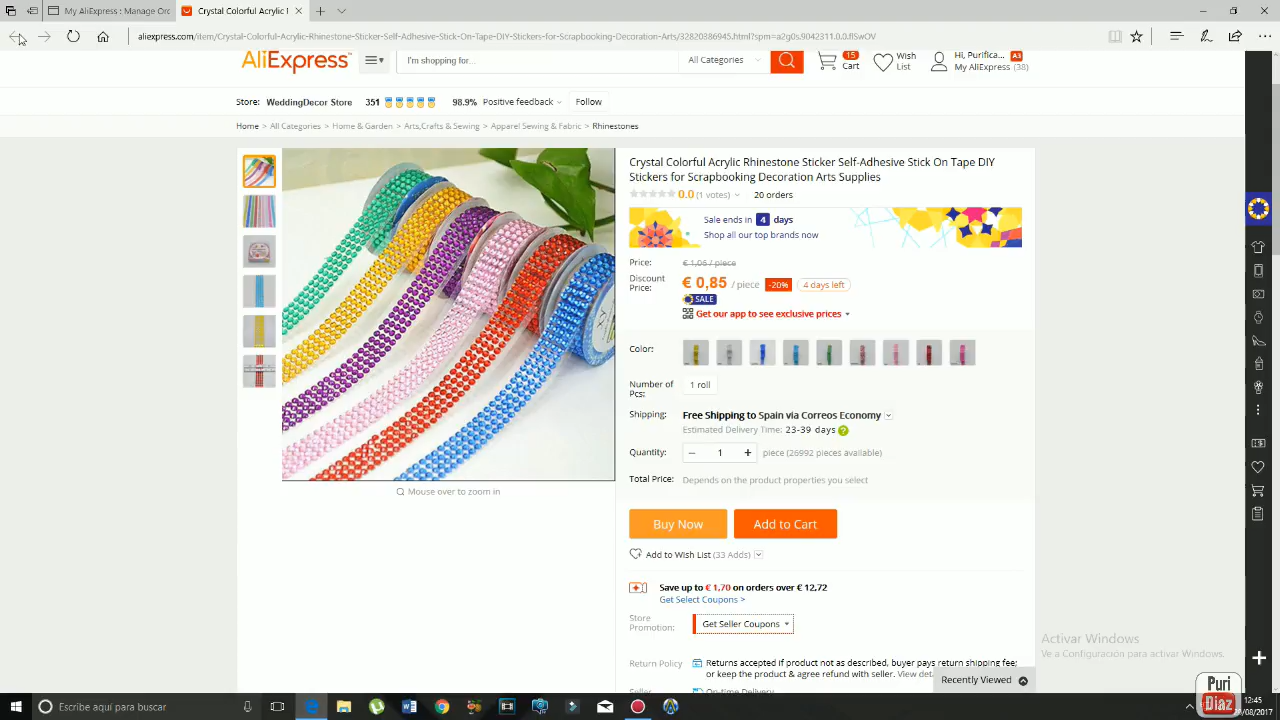 My AliExpress : Manage Orc
Crystal Colorful Acrylic I
aliexpress.com/item/Crystal-Colorful-Acrylic-Rhinestone-Sticker-Self-Adhesive-Stick-On-Tape-DIY-Stickers-for-Scrapbooking-Decoration-Arts/32820386945.html?spm=a2g0s.9042311.0.0.flSwOV
AliExpress
I'm shopping for...
All Categories
15 Cart
Wish List
Hi, Purifica... A3
My AliExpress (38)
Store: WeddingDecor Store 351 98.9% Positive feedback Follow
Home > All Categories > Home & Garden > Arts,Crafts & Sewing > Apparel Sewing & Fabric > Rhinestones
Crystal Colorful Acrylic Rhinestone Sticker Self-Adhesive Stick On Tape DIY
Stickers for Scrapbooking Decoration Arts Supplies
0.0 (1 votes) 20 orders
Sale ends in 4 days
Shop all our top brands now
Price: € 1,06 / piece
Discount Price: € 0,85 / piece -20% 4 days left
SALE
Get our app to see exclusive prices
Color:
Number of Pcs: 1 roll
Shipping: Free Shipping to Spain via Correos Economy
Estimated Delivery Time: 23-39 days ?
Quantity: − 1 + piece (26992 pieces available)
Total Price: Depends on the product properties you select
Mouse over to zoom in
Buy Now Add to Cart
Add to Wish List (33 Adds)
Save up to € 1,70 on orders over € 12,72
Get Select Coupons >
Store Promotion: Get Seller Coupons
Return Policy Returns accepted if product not as described, buyer pays return shipping fee;
or keep the product & agree refund with seller. View deta
Seller On-time Delivery
Recently Viewed
Activar Windows
Ve a Configuración para activar Windows.
Puri
Diaz
Escribe aquí para buscar
12:45
/08/2017